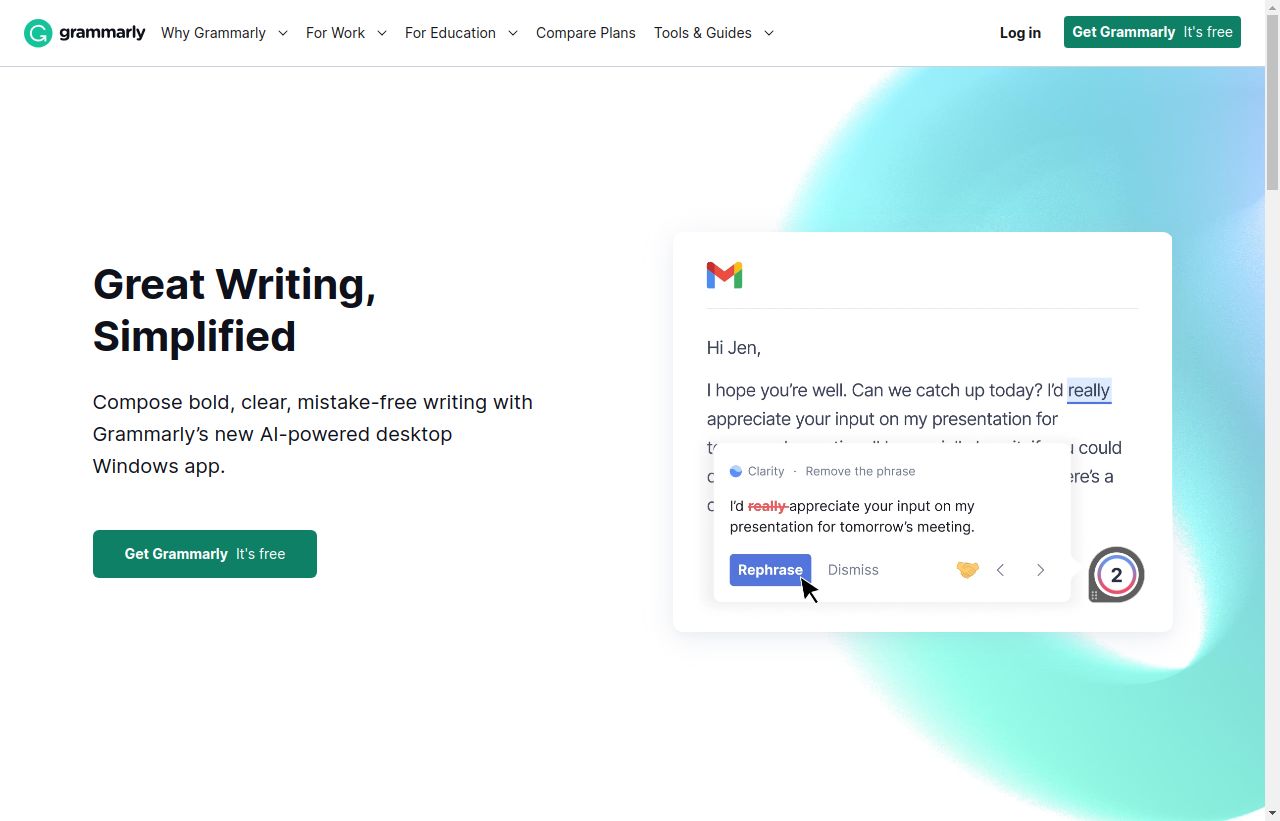 grammarly Why Grammarly For Work For Education Compare Plans Tools & Guides Log in Get Grammarly It's free
Great Writing,
Simplified
Compose bold, clear, mistake-free writing with
Grammarly’s new AI-powered desktop
Windows app.
Get Grammarly It's free
Hi Jen,
I hope you’re well. Can we catch up today? I’d really
appreciate your input on my presentation for
could
ere’s a
Clarity · Remove the phrase
I’d really appreciate your input on my
presentation for tomorrow’s meeting.
Rephrase Dismiss
2